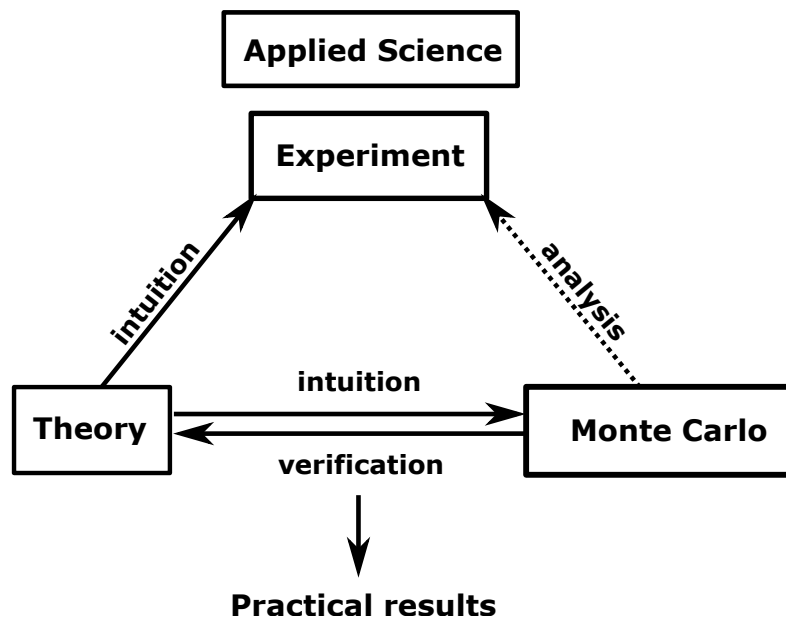 Applied Science
Experiment
intuition
analysis
intuition
Theory
Monte Carlo
verification
Practical results